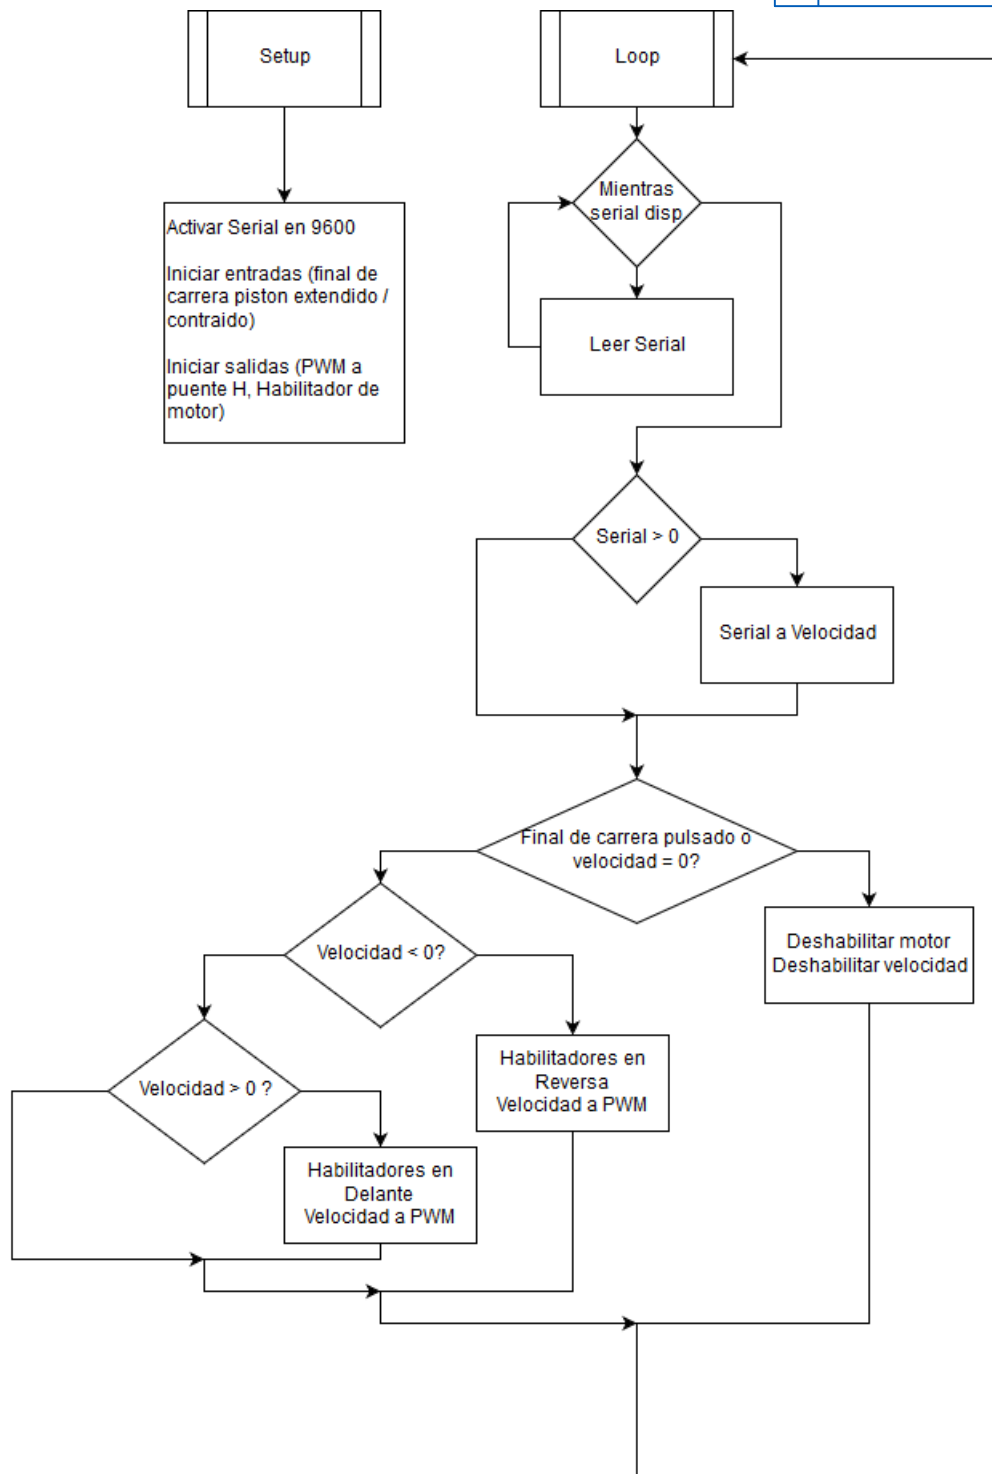 Setup
Loop
Activar Serial en 9600
Iniciar entradas (final de
carrera piston extendido /
contraido)
Iniciar salidas (PWM a
puente H, Habilitador de
motor)
Mientras
serial disp.
Leer Serial
Serial > 0
Serial a Velocidad
Final de carrera pulsado o
velocidad = 0?
Deshabilitar motor
Deshabilitar velocidad
Velocidad < 0?
Habilitadores en
Reversa
Velocidad a PWM
Velocidad > 0 ?
Habilitadores en
Delante
Velocidad a PWM